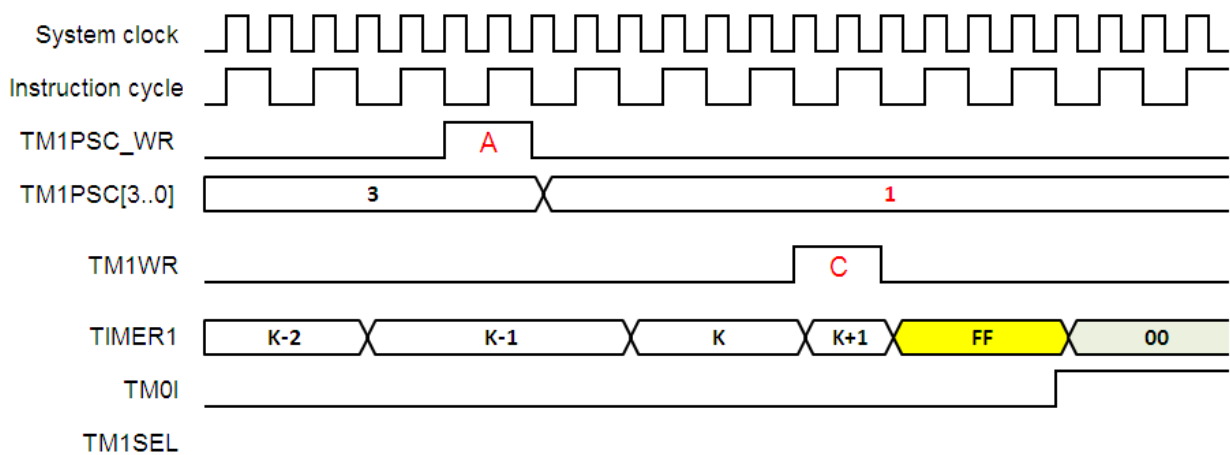 System clock
Instruction cycle
TM1PSC_WR A
TM1PSC[3..0] 3 1
TM1WR C
TIMER1 K-2 K-1 K K+1 FF 00
TM0I
TM1SEL